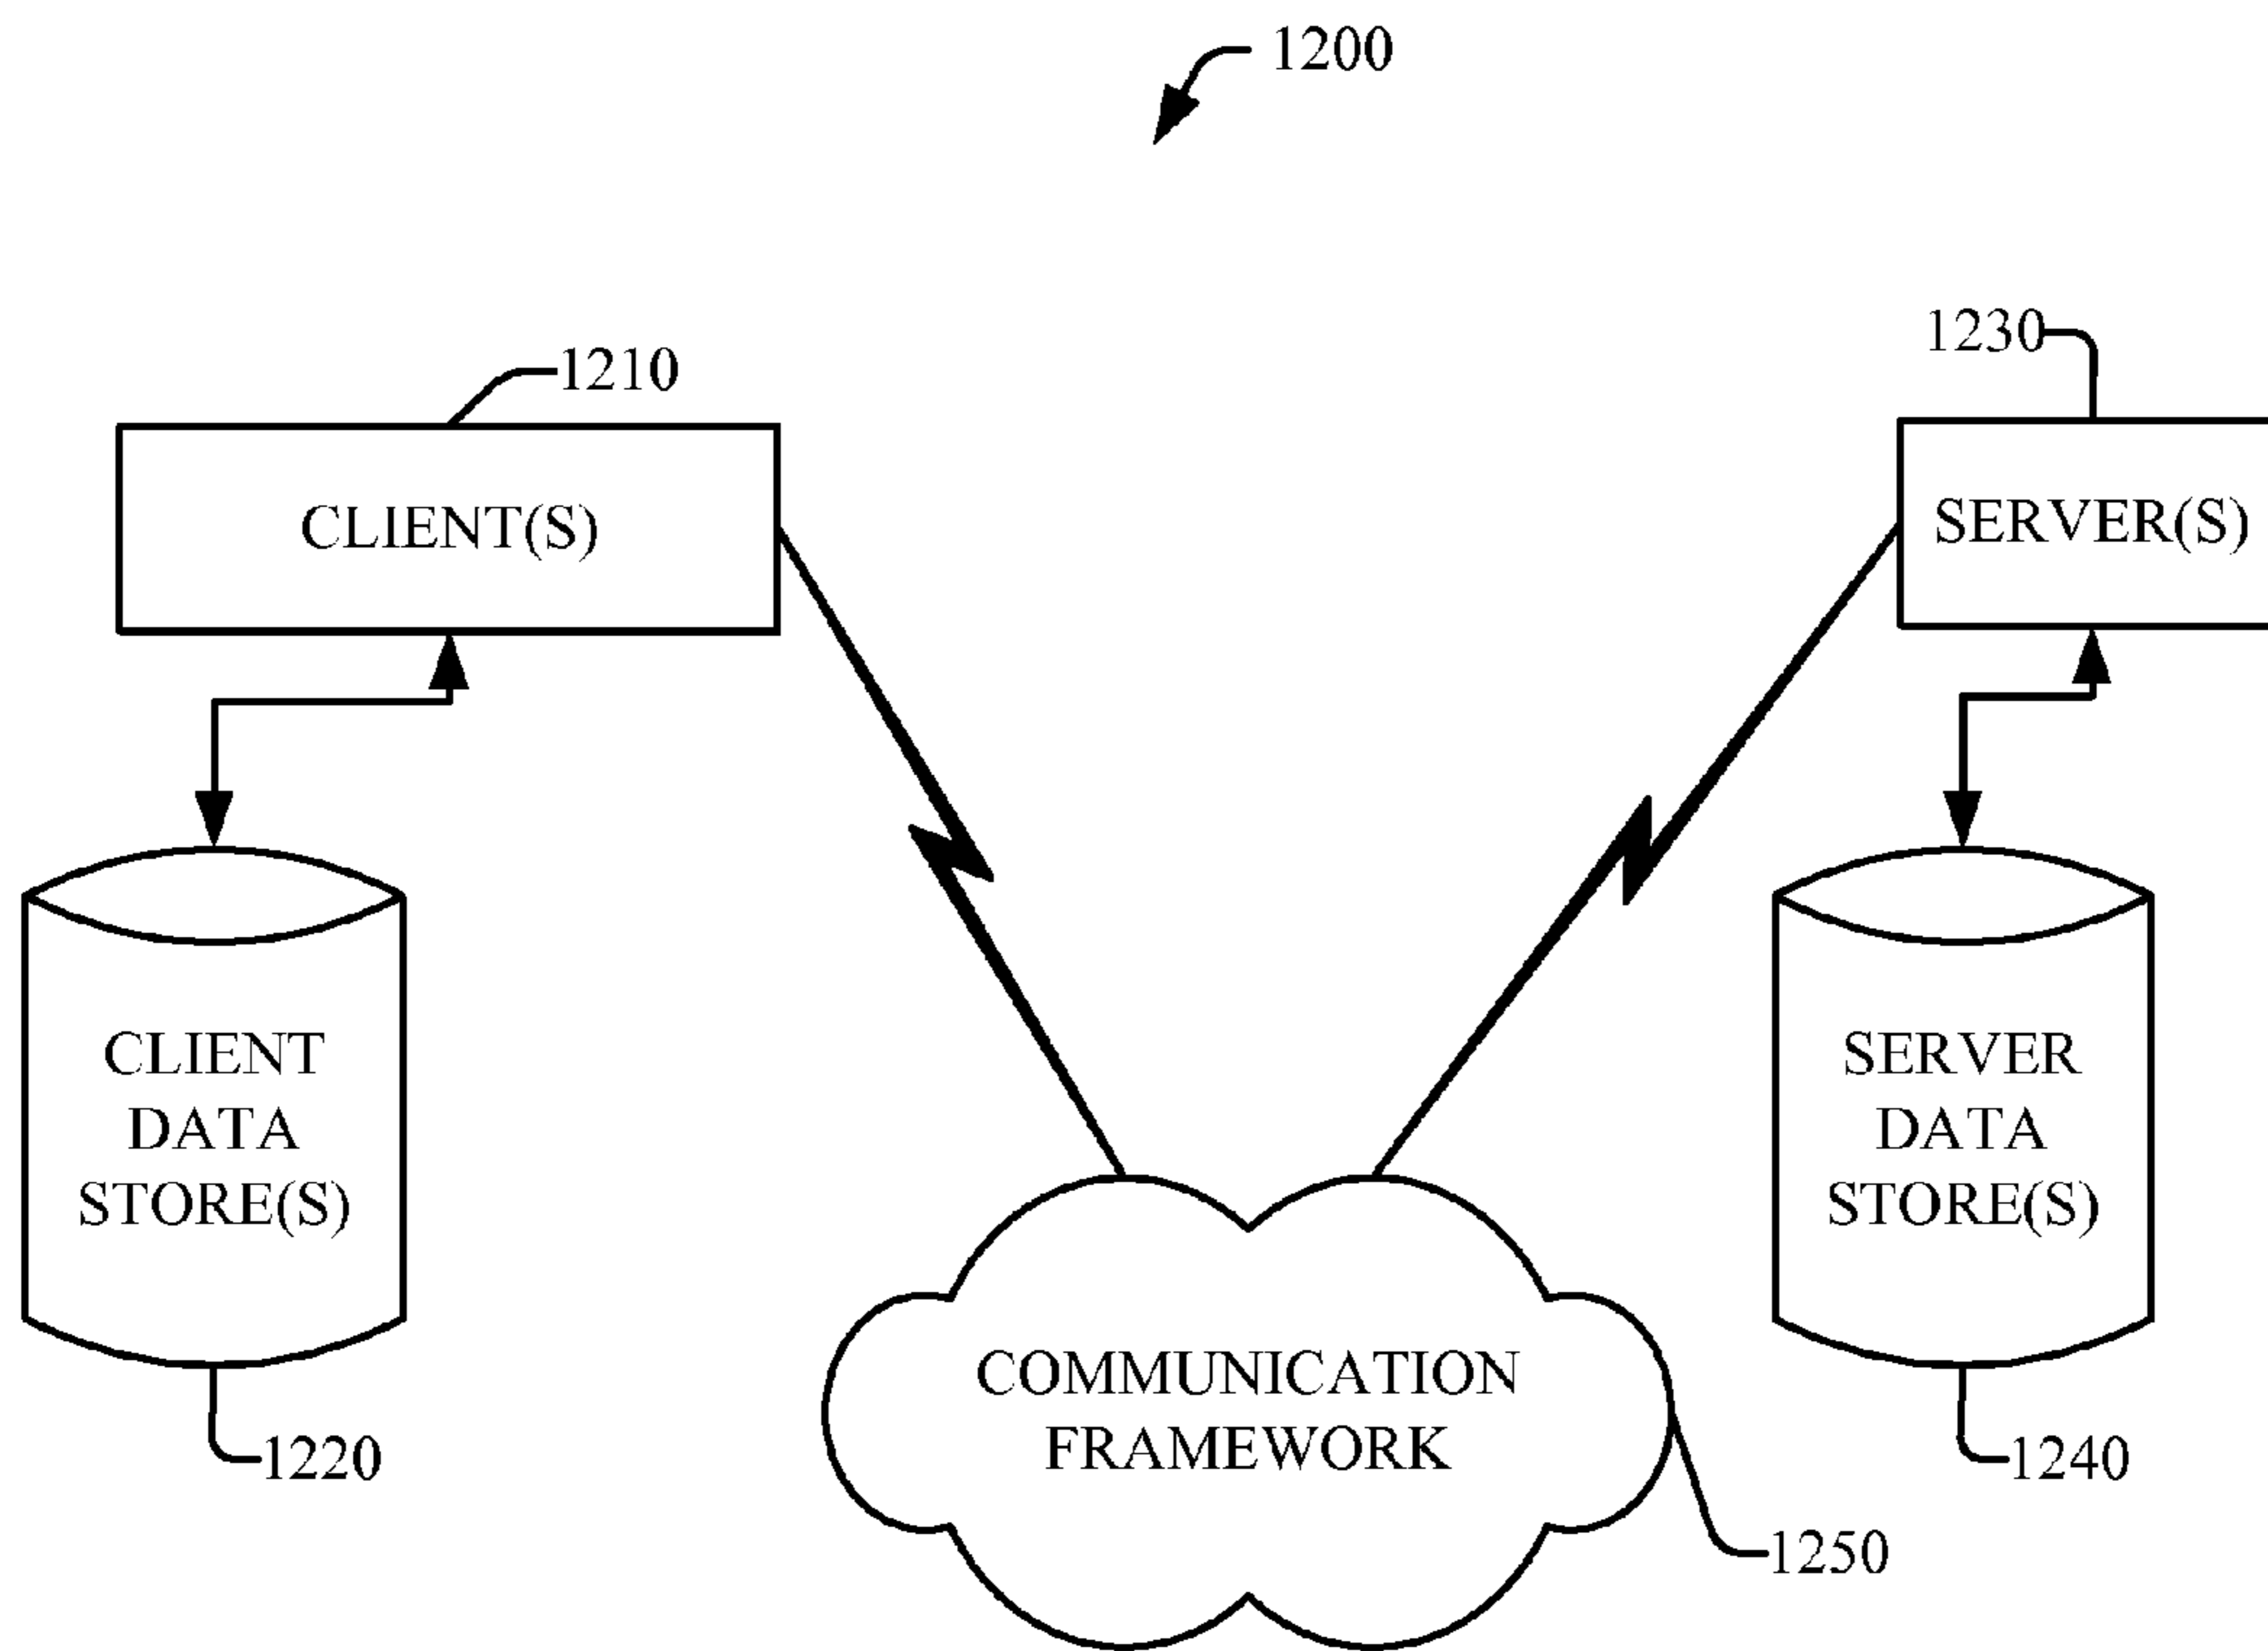 1200
1210
1230
CLIENT(S)
SERVER(S)
CLIENT
DATA
STORE(S)
SERVER
DATA
STORE(S)
COMMUNICATION
FRAMEWORK
1220
1240
1250